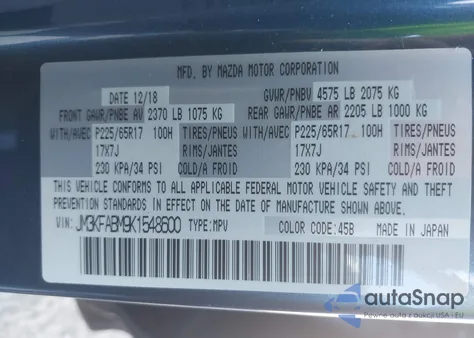 MFD. BY MAZDA MOTOR CORPORATION
DATE 12/18 GVWR/PNBV 4575 LB 2075 KG
FRONT GAWR/PNBE AV 2370 LB 1075 KG REAR GAWR/PNBE AR 2205 LB 1000 KG
WITH/AVEC P225/65R17 100H TIRES/PNEUS WITH/AVEC P225/65R17 100H TIRES/PNEUS
17X7J RIMS/JANTES 17X7J RIMS/JANTES
230 KPA/34 PSI COLD/A FROID 230 KPA/34 PSI COLD/A FROID
THIS VEHICLE CONFORMS TO ALL APPLICABLE FEDERAL MOTOR VEHICLE SAFETY AND THEFT
PREVENTION STANDARDS IN EFFECT ON THE DATE OF MANUFACTURE SHOWN ABOVE.
VIN: JM3KFABM9K1548600 TYPE: MPV COLOR CODE: 45B MADE IN JAPAN
autoSnap
Pewne auta z USA i EU